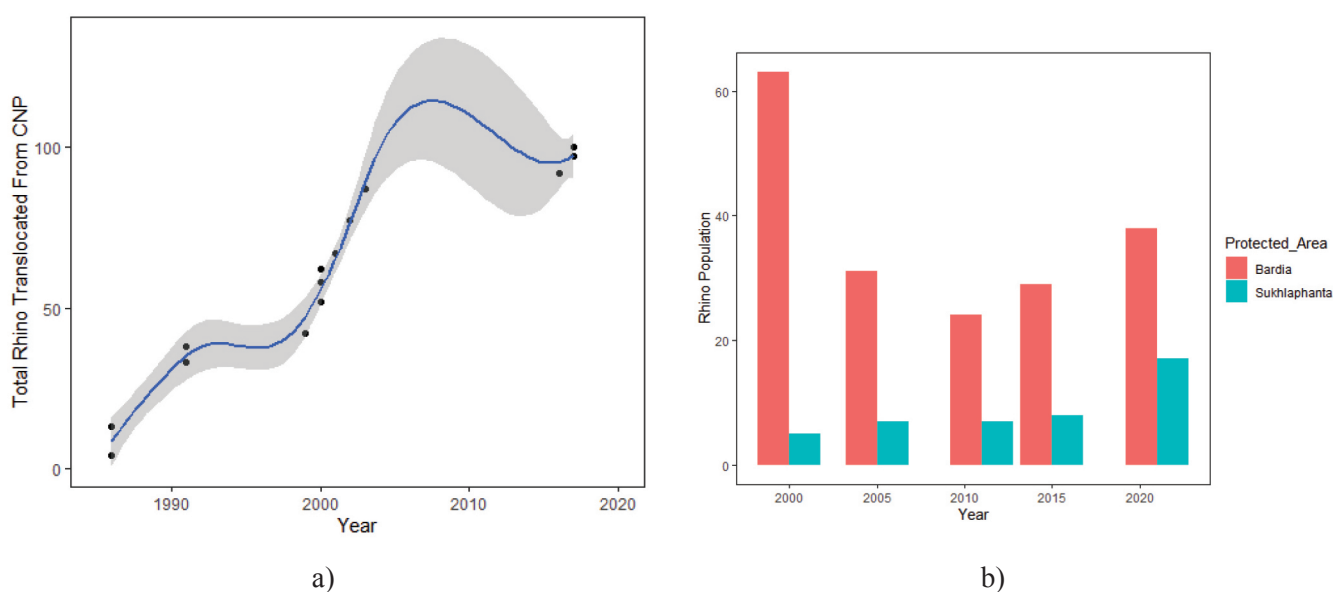 Total Rhino Translocated From CNP
100
50
0
1990
2000
2010
2020
Year
a)
Rhino Population
60
40
20
0
2000
2005
2010
2015
2020
Year
Protected_Area
Bardia
Sukhlaphanta
b)